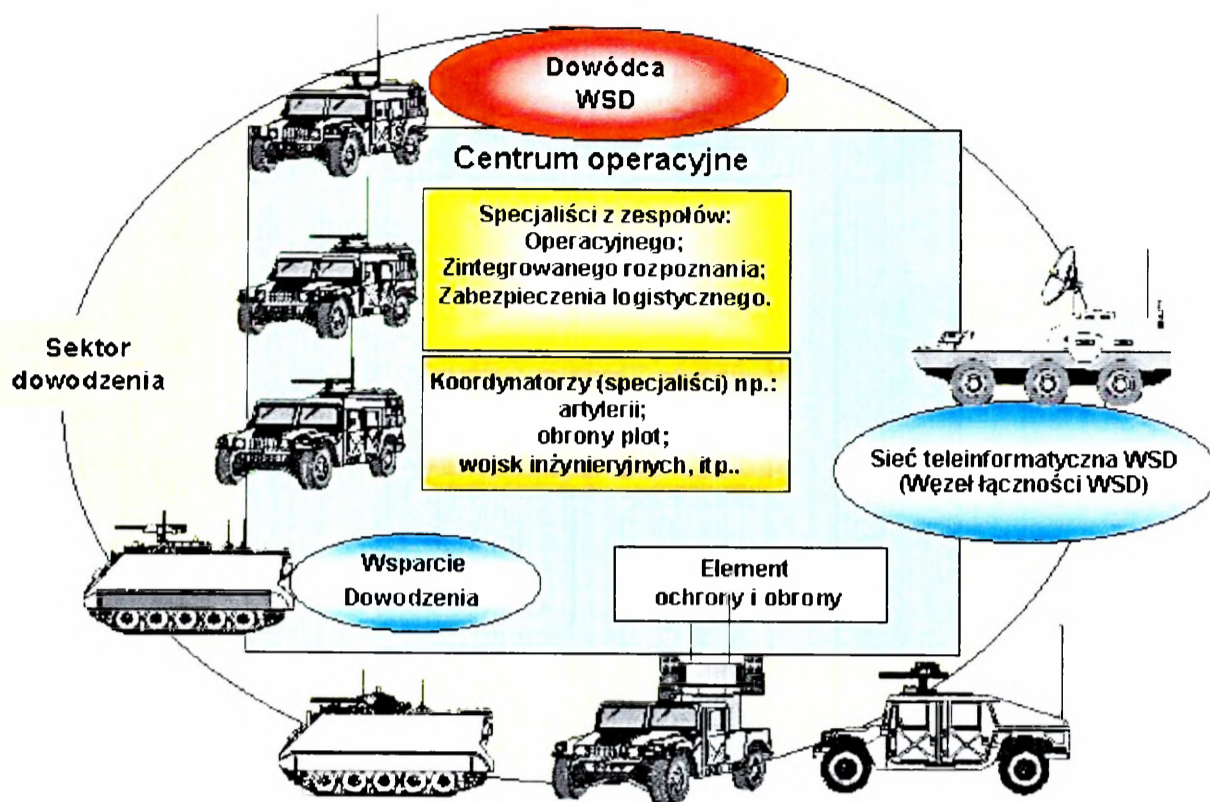 Dowódca
WSD
Centrum operacyjne
Specjaliści z zespołów:
Operacyjnego;
Zintegrowanego rozpoznania;
Zabezpieczenia logistycznego.
Sektor
dowodzenia
Koordynatorzy (specjaliści) np.:
artylerii;
obrony plot;
wojsk inżynieryjnych, itp..
Sieć teleinformatyczna WSD
(Węzeł łączności WSD)
Wsparcie
Dowodzenia
Element
ochrony i obrony